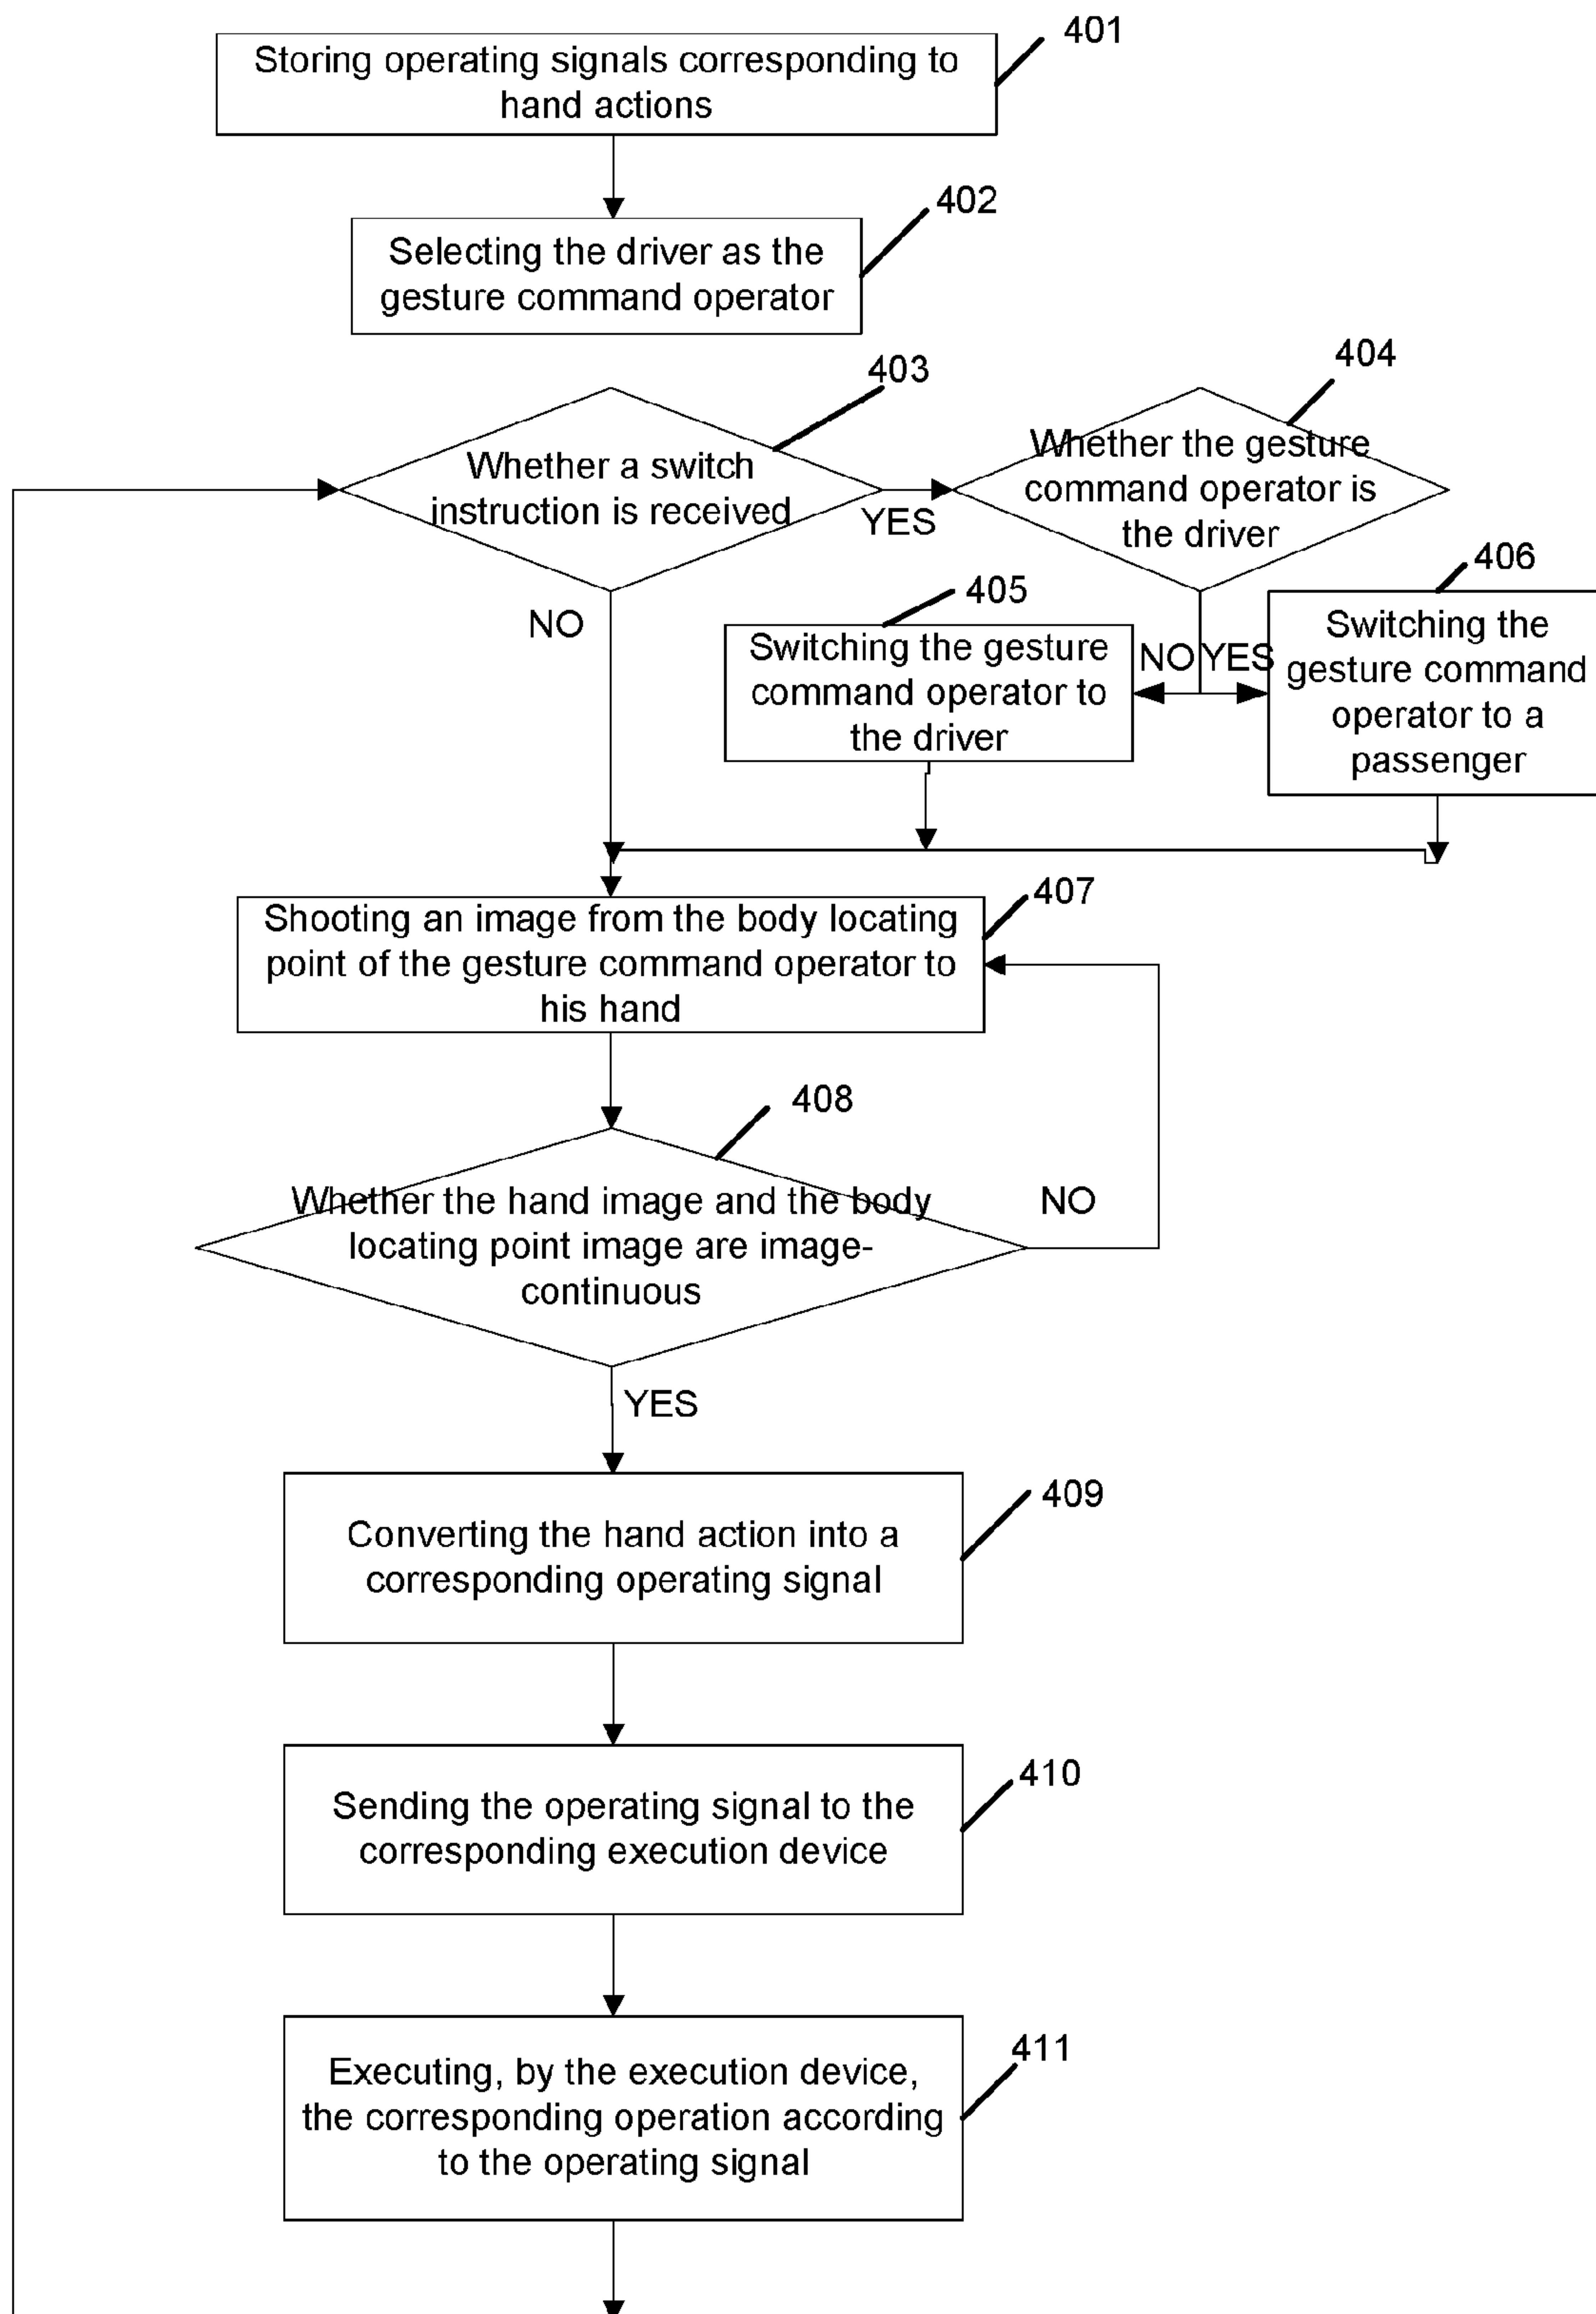 401
Storing operating signals corresponding to
hand actions
402
Selecting the driver as the
gesture command operator
403
Whether a switch
instruction is received
YES
NO
404
Whether the gesture
command operator is
the driver
NO
YES
405
Switching the gesture
command operator to
the driver
406
Switching the
gesture command
operator to a
passenger
407
Shooting an image from the body locating
point of the gesture command operator to
his hand
408
Whether the hand image and the body
locating point image are image-
continuous
NO
YES
409
Converting the hand action into a
corresponding operating signal
410
Sending the operating signal to the
corresponding execution device
411
Executing, by the execution device,
the corresponding operation according
to the operating signal